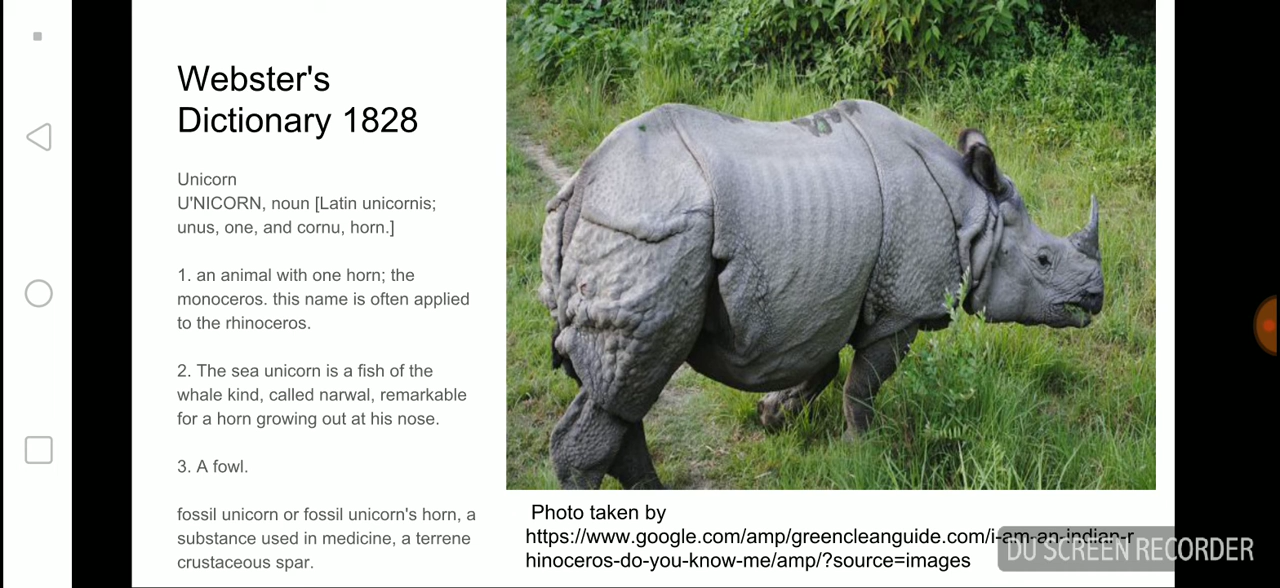 Webster's
Dictionary 1828
Unicorn
U'NICORN, noun [Latin unicornis;
unus, one, and cornu, horn.]
1. an animal with one horn; the
monoceros. this name is often applied
to the rhinoceros.
2. The sea unicorn is a fish of the
whale kind, called narwal, remarkable
for a horn growing out at his nose.
3. A fowl.
fossil unicorn or fossil unicorn's horn, a
substance used in medicine, a terrene
crustaceous spar.
Photo taken by
https://www.google.com/amp/greencleanguide.com/i-am-an-indian-r
hinoceros-do-you-know-me/amp/?source=images
DU SCREEN RECORDER